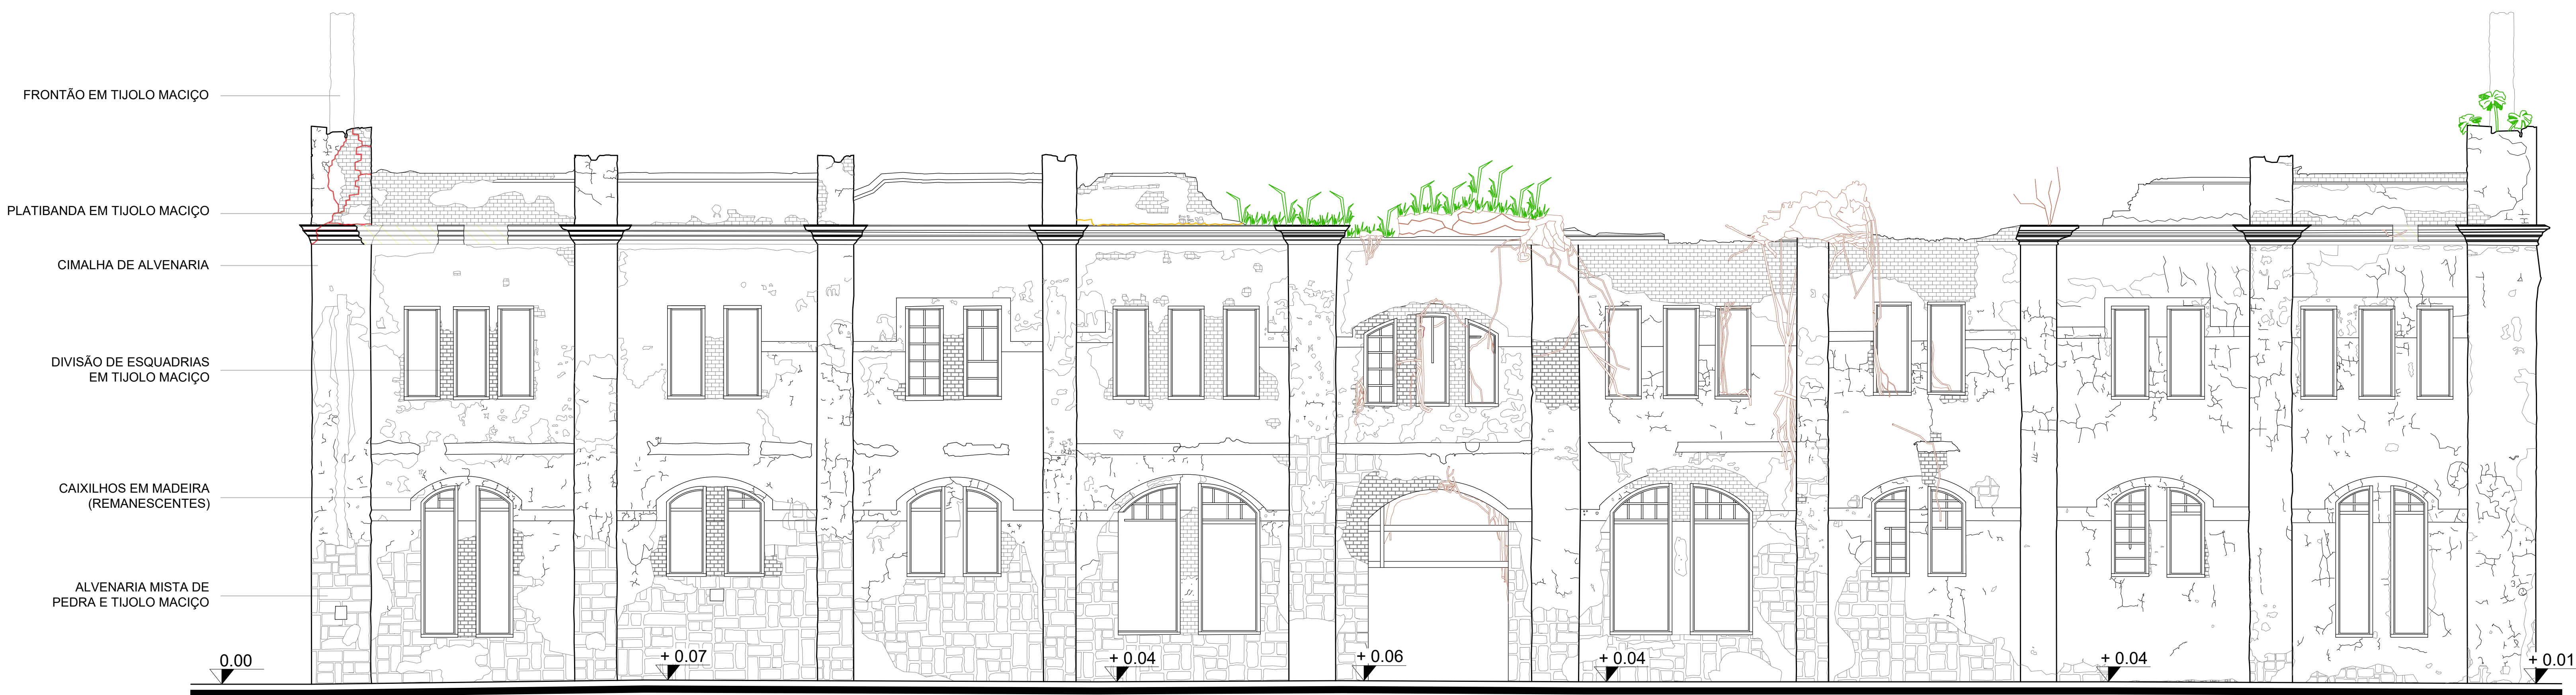 FRONTÃO EM TIJOLO MACIÇO
PLATIBANDA EM TIJOLO MACIÇO
CIMALHA DE ALVENARIA
DIVISÃO DE ESQUADRIAS
EM TIJOLO MACIÇO
CAIXILHOS EM MADEIRA
(REMANESCENTES)
ALVENARIA MISTA DE
PEDRA E TIJOLO MACIÇO
0.00
+ 0.07
+ 0.04
+ 0.06
+ 0.04
+ 0.04
+ 0.01